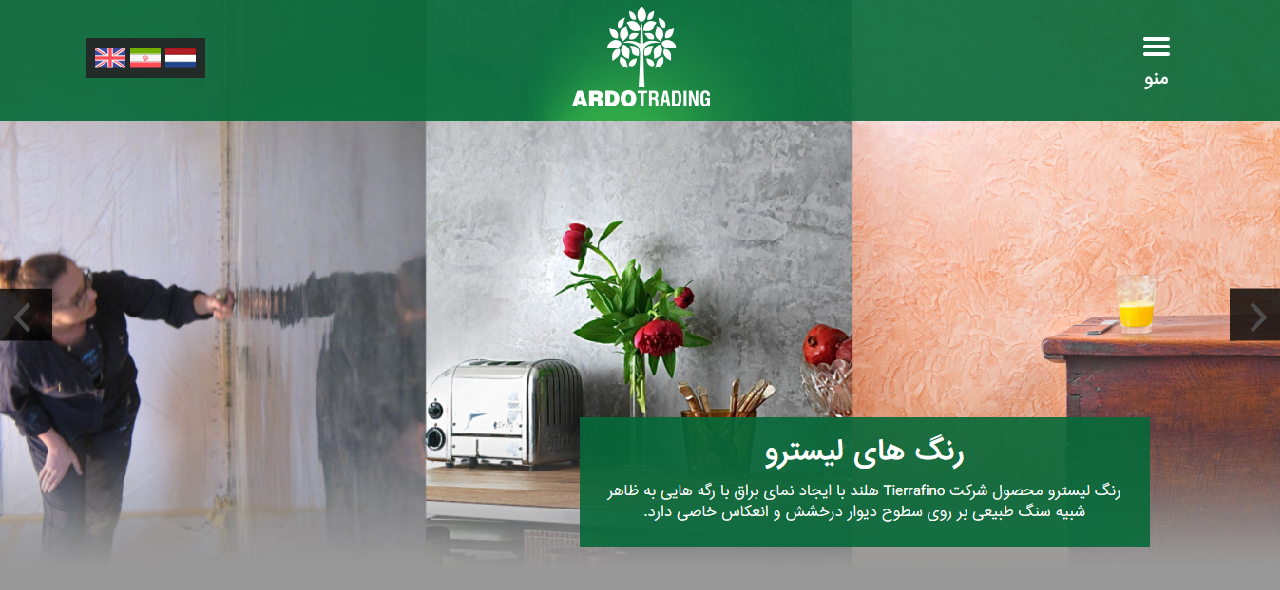 منو
ARDOTRADING
رنگ های لیسترو
رنگ لیسترو محصول شرکت Tierrafino هلند با ایجاد نمای براق با رگه هایی به ظاهر
شبیه سنگ طبیعی بر روی سطوح دیوار درخشش و انعکاس خاصی دارد.